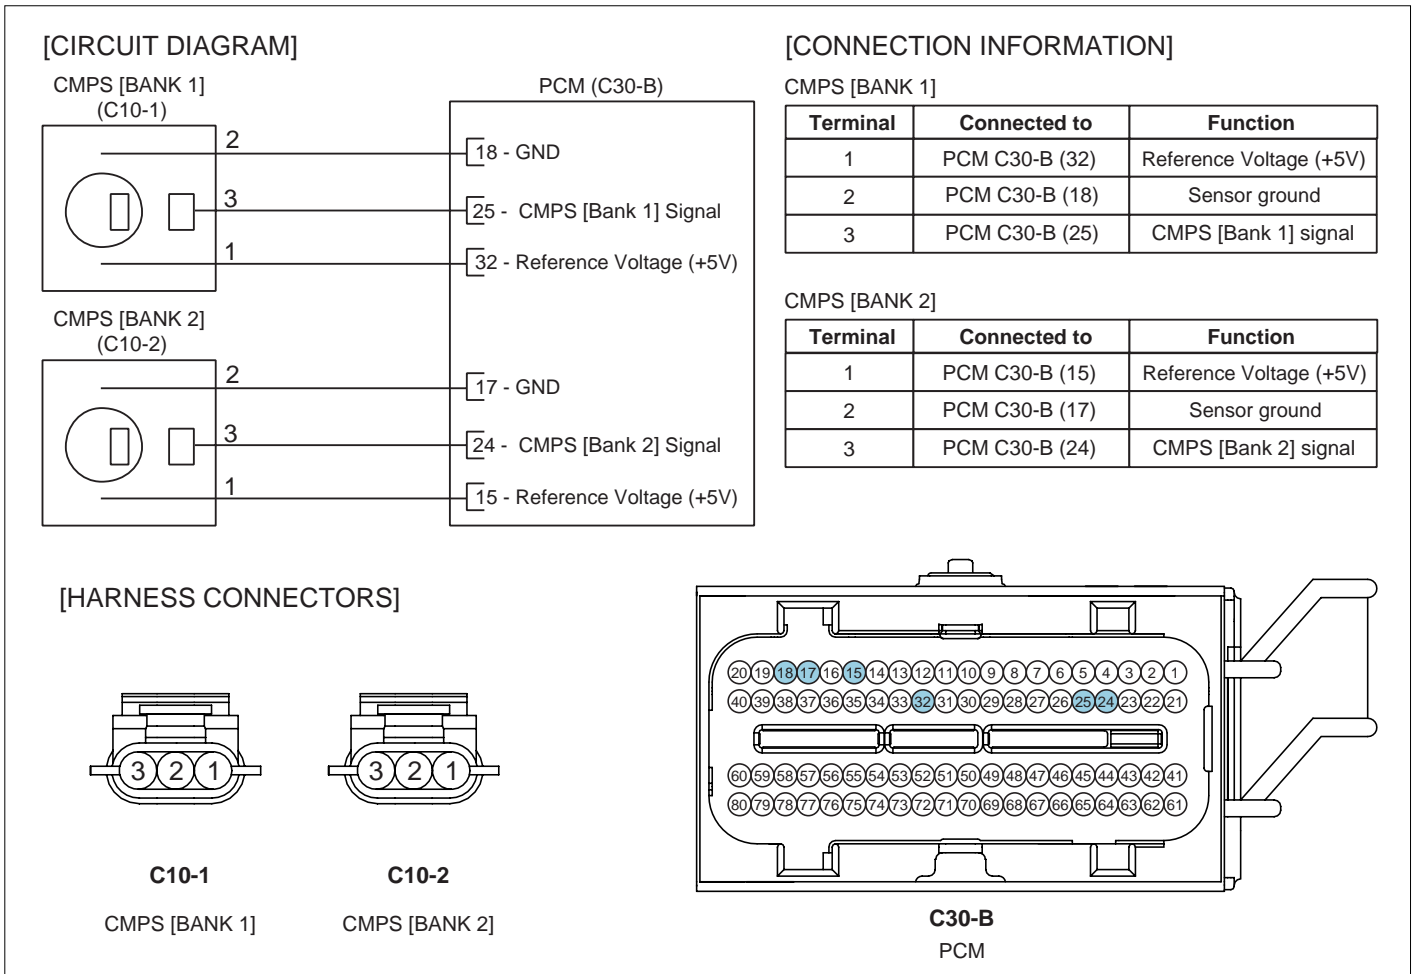 [CIRCUIT DIAGRAM]
CMPS [BANK 1]
(C10-1)
PCM (C30-B)
2
18 - GND
3
25 - CMPS [Bank 1] Signal
1
32 - Reference Voltage (+5V)
CMPS [BANK 2]
(C10-2)
2
17 - GND
3
24 - CMPS [Bank 2] Signal
1
15 - Reference Voltage (+5V)
[CONNECTION INFORMATION]
CMPS [BANK 1]
Terminal Connected to Function
1 PCM C30-B (32) Reference Voltage (+5V)
2 PCM C30-B (18) Sensor ground
3 PCM C30-B (25) CMPS [Bank 1] signal
CMPS [BANK 2]
Terminal Connected to Function
1 PCM C30-B (15) Reference Voltage (+5V)
2 PCM C30-B (17) Sensor ground
3 PCM C30-B (24) CMPS [Bank 2] signal
[HARNESS CONNECTORS]
3 2 1
C10-1
CMPS [BANK 1]
3 2 1
C10-2
CMPS [BANK 2]
20 19 18 17 16 15 14 13 12 11 10 9 8 7 6 5 4 3 2 1
40 39 38 37 36 35 34 33 32 31 30 29 28 27 26 25 24 23 22 21
60 59 58 57 56 55 54 53 52 51 50 49 48 47 46 45 44 43 42 41
80 79 78 77 76 75 74 73 72 71 70 69 68 67 66 65 64 63 62 61
C30-B
PCM